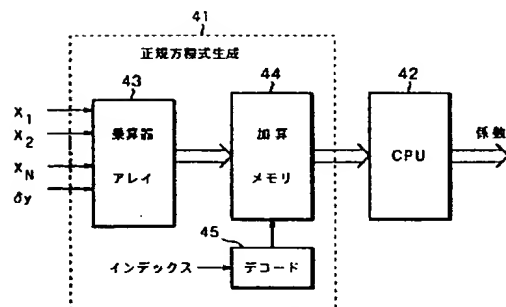 41
正規方程式生成
43
44
42
X1
X2
XN
δy
乗算器
アレイ
加算
メモリ
CPU
係数
45
インデックス
デコード